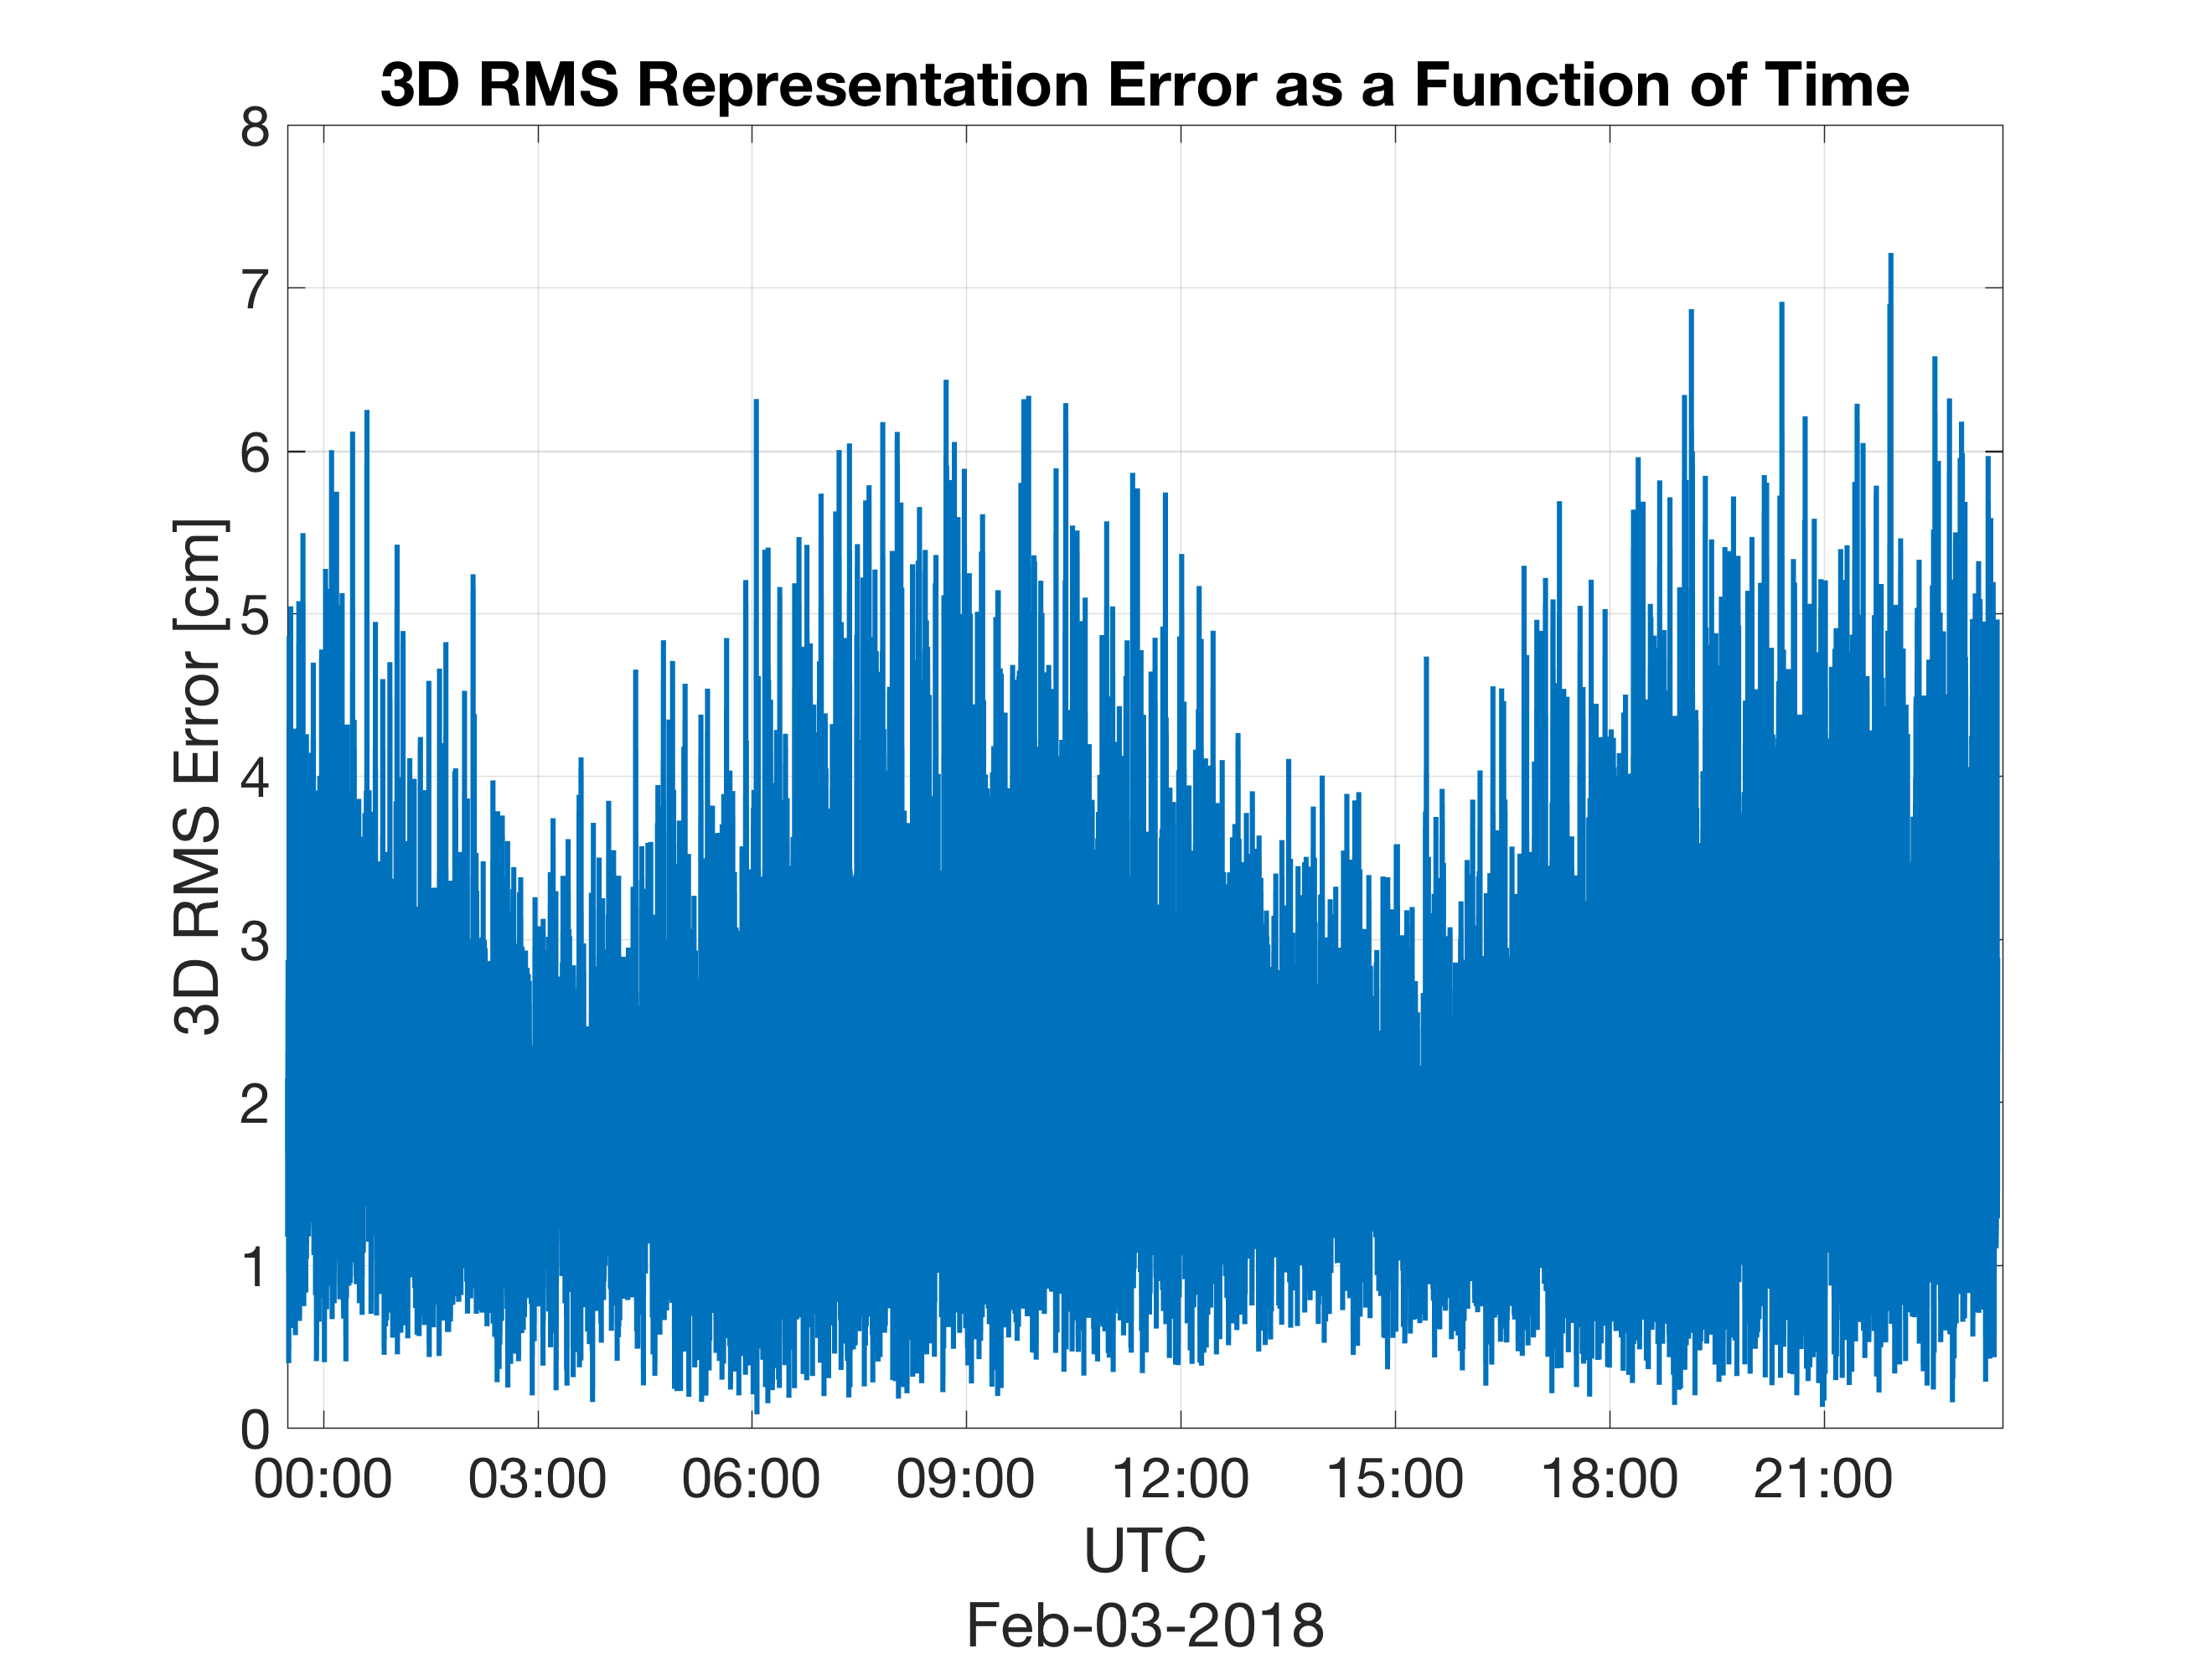 3D RMS Representation Error as a Function of Time
8
7
6
5
4
3
2
1
0
3D RMS Error [cm]
00:00 03:00 06:00 09:00 12:00 15:00 18:00 21:00
UTC
Feb-03-2018